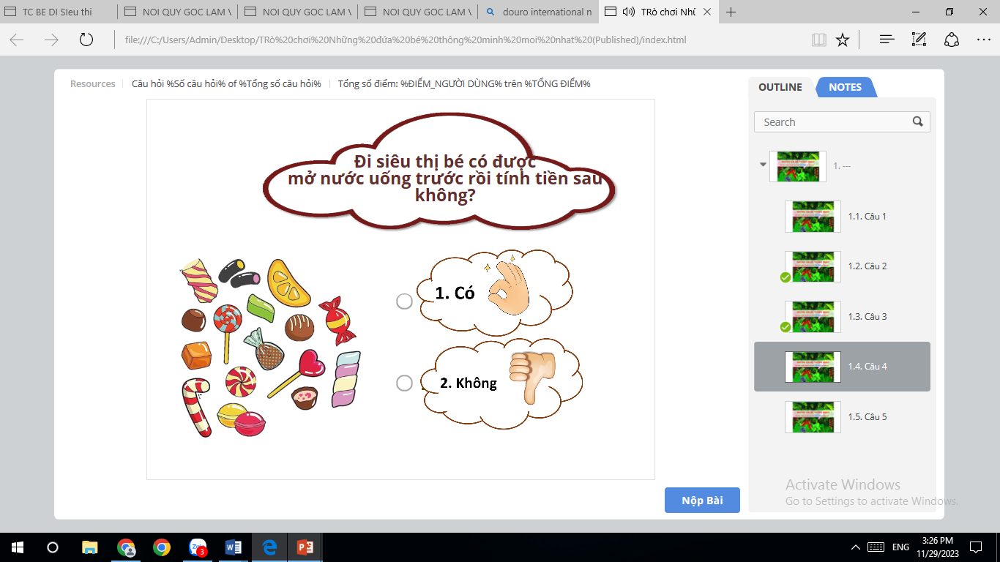 TC BE DI SIeu thi
NOI QUY GOC LAM V
NOI QUY GOC LAM V
NOI QUY GOC LAM V
douro international n
TRò chơi Nhữ
file:///C:/Users/Admin/Desktop/TRò%20chơi%20Những%20đứa%20bé%20thông%20minh%20moi%20nhat%20(Published)/index.html
Resources
Câu hỏi %Số câu hỏi% of %Tổng số câu hỏi%
Tổng số điểm: %ĐIỂM_NGƯỜI DÙNG% trên %TỔNG ĐIỂM%
Đi siêu thị bé có được
mở nước uống trước rồi tính tiền sau
không?
1. Có
2. Không
Nộp Bài
OUTLINE
NOTES
Search
1. ---
1.1. Câu 1
1.2. Câu 2
1.3. Câu 3
1.4. Câu 4
1.5. Câu 5
Activate Windows
Go to Settings to activate Windows.
3
ENG
3:26 PM
11/29/2023